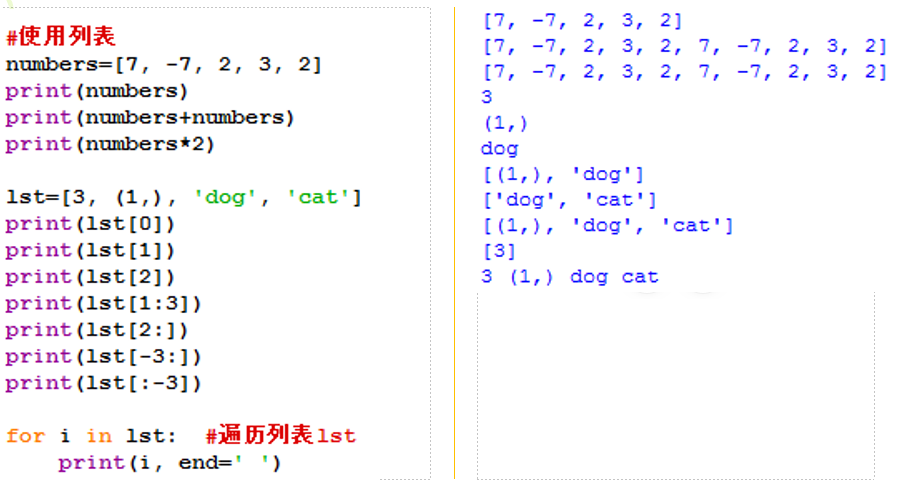 #使用列表
numbers=[7, -7, 2, 3, 2]
print(numbers)
print(numbers+numbers)
print(numbers*2)
lst=[3, (1,), 'dog', 'cat']
print(lst[0])
print(lst[1])
print(lst[2])
print(lst[1:3])
print(lst[2:])
print(lst[-3:])
print(lst[:-3])
for i in lst:  #遍历列表lst
    print(i, end=' ')
[7, -7, 2, 3, 2]
[7, -7, 2, 3, 2, 7, -7, 2, 3, 2]
[7, -7, 2, 3, 2, 7, -7, 2, 3, 2]
3
(1,)
dog
[(1,), 'dog']
['dog', 'cat']
[(1,), 'dog', 'cat']
[3]
3 (1,) dog cat